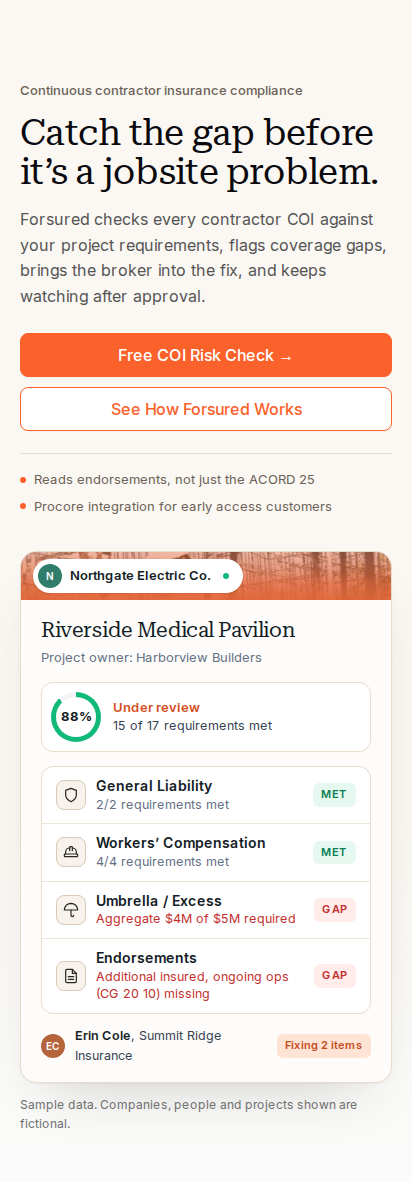 Continuous contractor insurance compliance
Catch the gap before
it’s a jobsite problem.
Forsured checks every contractor COI against
your project requirements, flags coverage gaps,
brings the broker into the fix, and keeps
watching after approval.
Free COI Risk Check →
See How Forsured Works
Reads endorsements, not just the ACORD 25
Procore integration for early access customers
N Northgate Electric Co.
Riverside Medical Pavilion
Project owner: Harborview Builders
88%
Under review
15 of 17 requirements met
General Liability
2/2 requirements met
MET
Workers’ Compensation
4/4 requirements met
MET
Umbrella / Excess
Aggregate $4M of $5M required
GAP
Endorsements
Additional insured, ongoing ops
(CG 20 10) missing
GAP
EC
Erin Cole, Summit Ridge
Insurance
Fixing 2 items
Sample data. Companies, people and projects shown are
fictional.